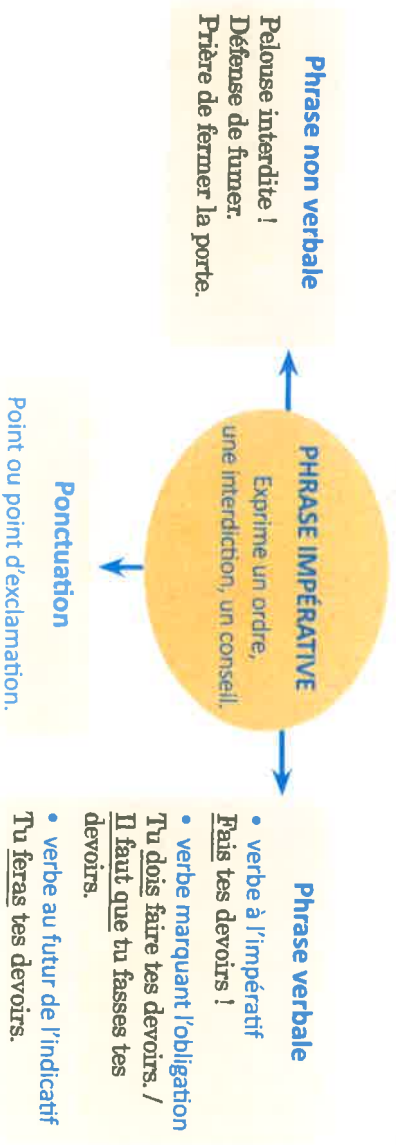 PHRASE IMPÉRATIVE
Exprime un ordre,
une interdiction, un conseil.
Phrase non verbale
Pelouse interdite !
Défense de fumer.
Prière de fermer la porte.
Ponctuation
Point ou point d'exclamation.
Phrase verbale
• verbe à l'impératif
Fais tes devoirs !
• verbe marquant l'obligation
Tu dois faire tes devoirs. /
Il faut que tu fasses tes
devoirs.
• verbe au futur de l'indicatif
Tu feras tes devoirs.